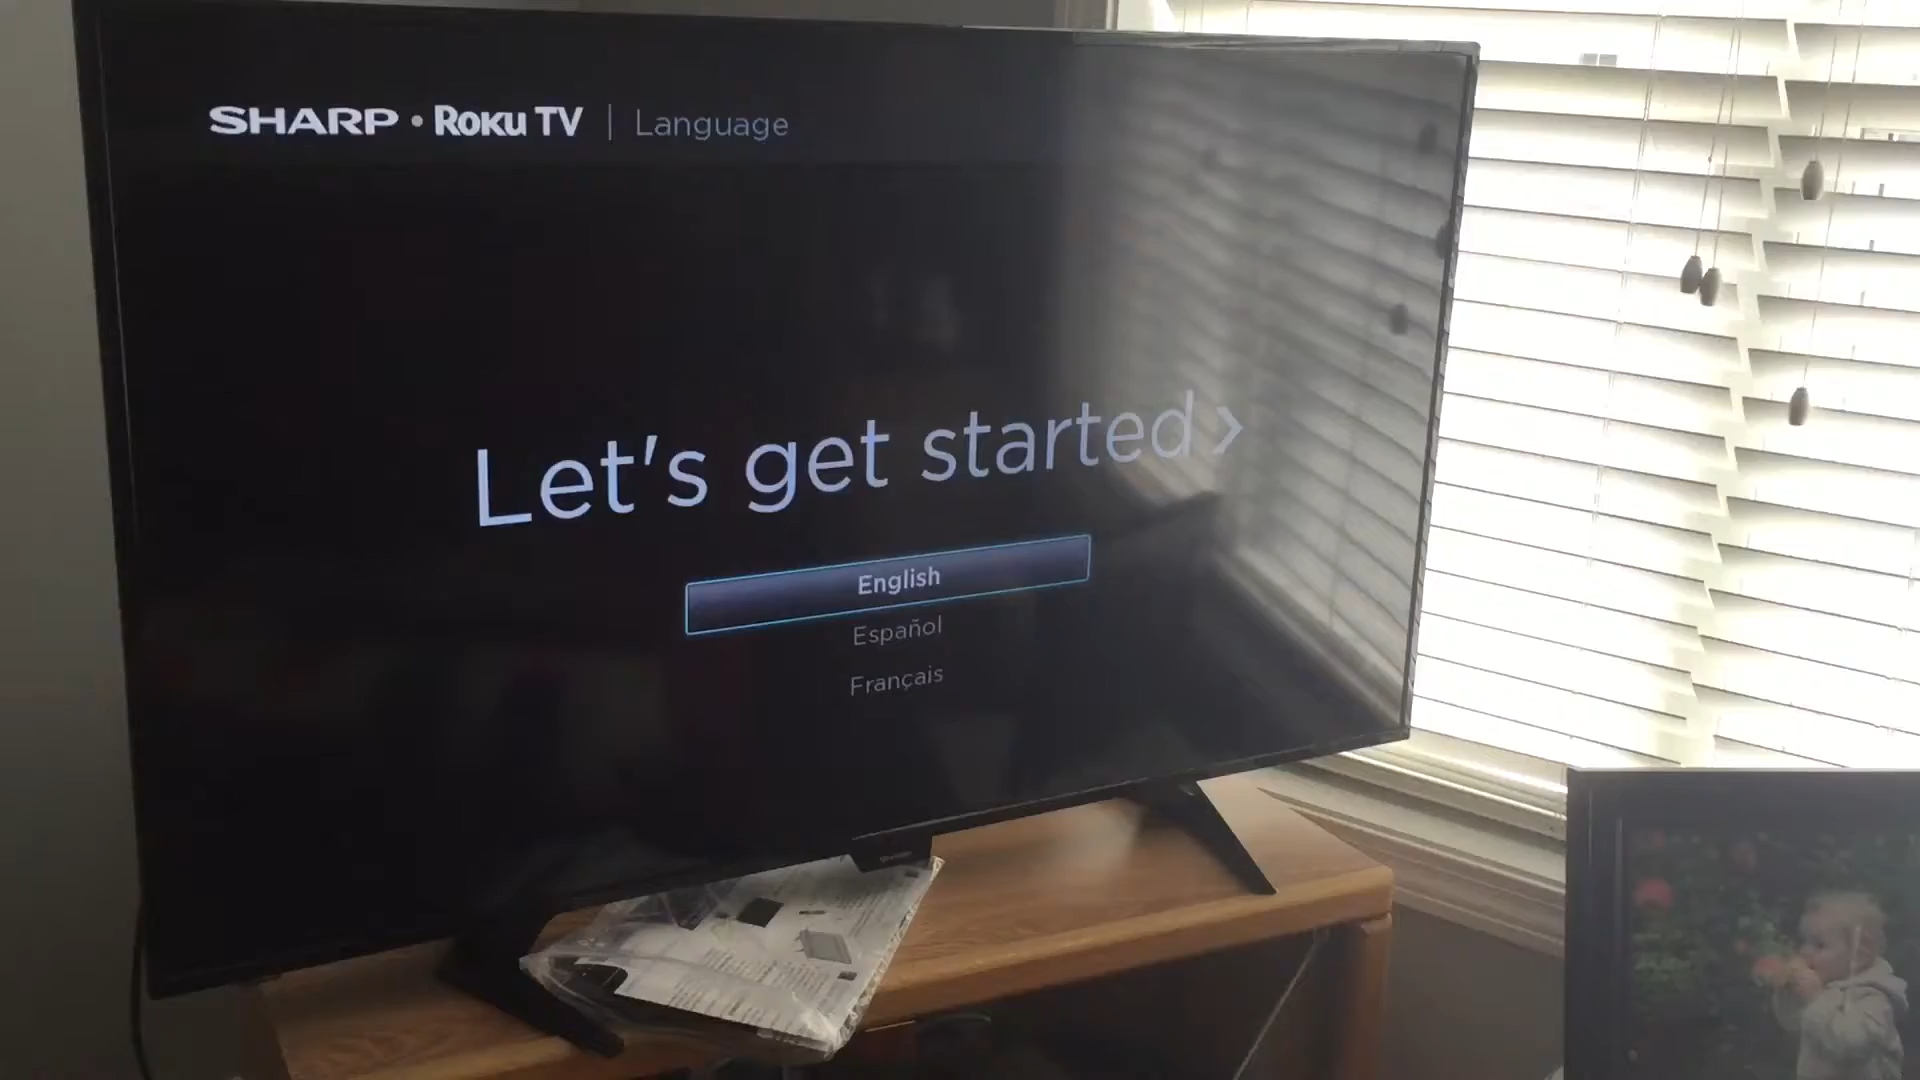 SHARP • Roku TV | Language
Let's get started >
English
Español
Français